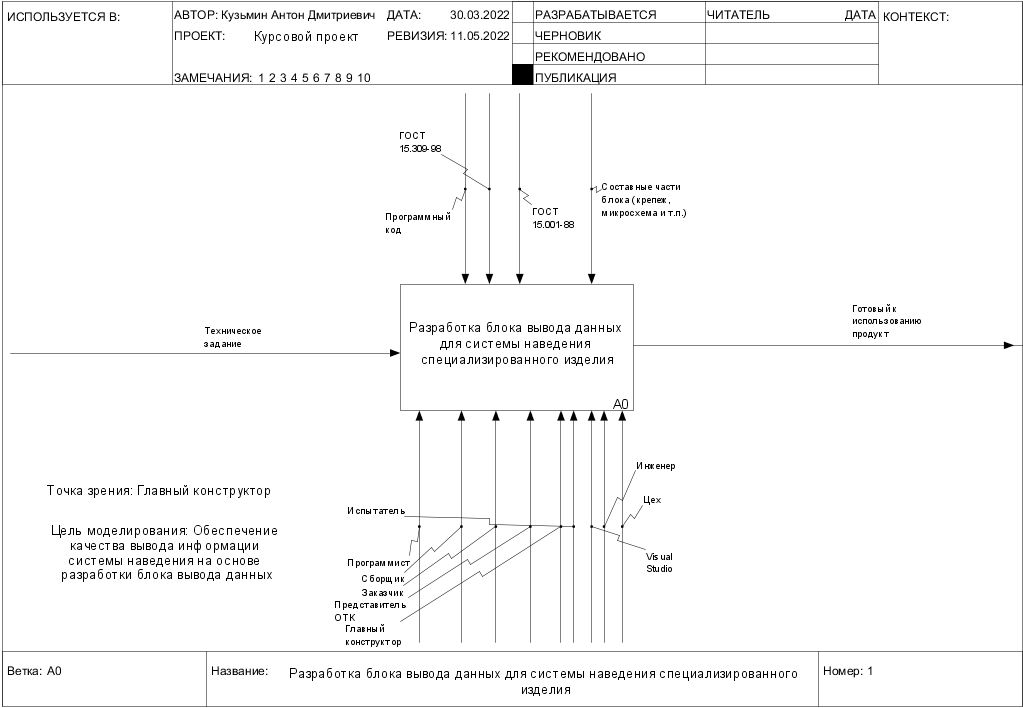 ИСПОЛЬЗУЕТСЯ В:
АВТОР: Кузьмин Антон Дмитриевич
ДАТА: 30.03.2022
ПРОЕКТ: Курсовой проект
РЕВИЗИЯ: 11.05.2022
ЗАМЕЧАНИЯ: 1 2 3 4 5 6 7 8 9 10
РАЗРАБАТЫВАЕТСЯ
ЧЕРНОВИК
РЕКОМЕНДОВАНО
ПУБЛИКАЦИЯ
ЧИТАТЕЛЬ
ДАТА
КОНТЕКСТ:
ГОСТ
15.309-98
Программный
код
ГОСТ
15.001-88
Составные части
блока (крепеж,
микросхема и т.п.)
Техническое
задание
Разработка блока вывода данных
для системы наведения
специализированного изделия
A0
Готовый к
использованию
продукт
Точка зрения: Главный конструктор
Цель моделирования: Обеспечение
качества вывода информации
системы наведения на основе
разработки блока вывода данных
Испытатель
Программист
Сборщик
Заказчик
Представитель
ОТК
Главный
конструктор
Инженер
Цех
Visual
Studio
Ветка: A0
Название:
Разработка блока вывода данных для системы наведения специализированного
изделия
Номер: 1